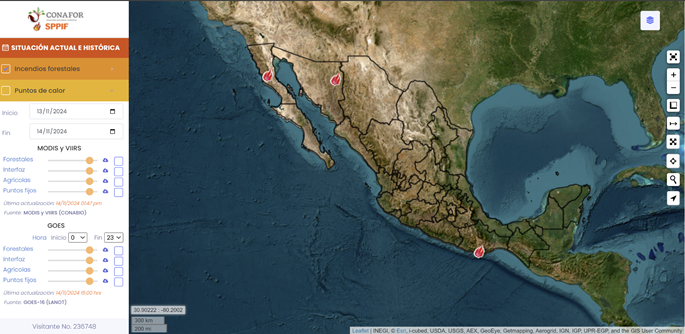 CONAFOR
SPPIF
SITUACIÓN ACTUAL E HISTÓRICA
Incendios forestales
Puntos de calor
Inicio 13/11/2024
Fin 14/11/2024
MODIS y VIIRS
Forestales
Interfaz
Agrícolas
Puntos fijos
Última actualización: 14/11/2024 01:47 pm
Fuente: MODIS y VIIRS (CONABIO)
GOES
Hora Inicio 0 Fin 23
Forestales
Interfaz
Agrícolas
Puntos fijos
Última actualización: 14/11/2024 15:20 hrs
Fuente: GOES-16 (LANOT)
Visitante No. 236748
30.90222 : -80.2002
300 km
200 mi
Leaflet | INEGI, © Esri, i-cubed, USDA, USGS, AEX, GeoEye, Getmapping, Aerogrid, IGN, IGP, UPR-EGP, and the GIS User Community